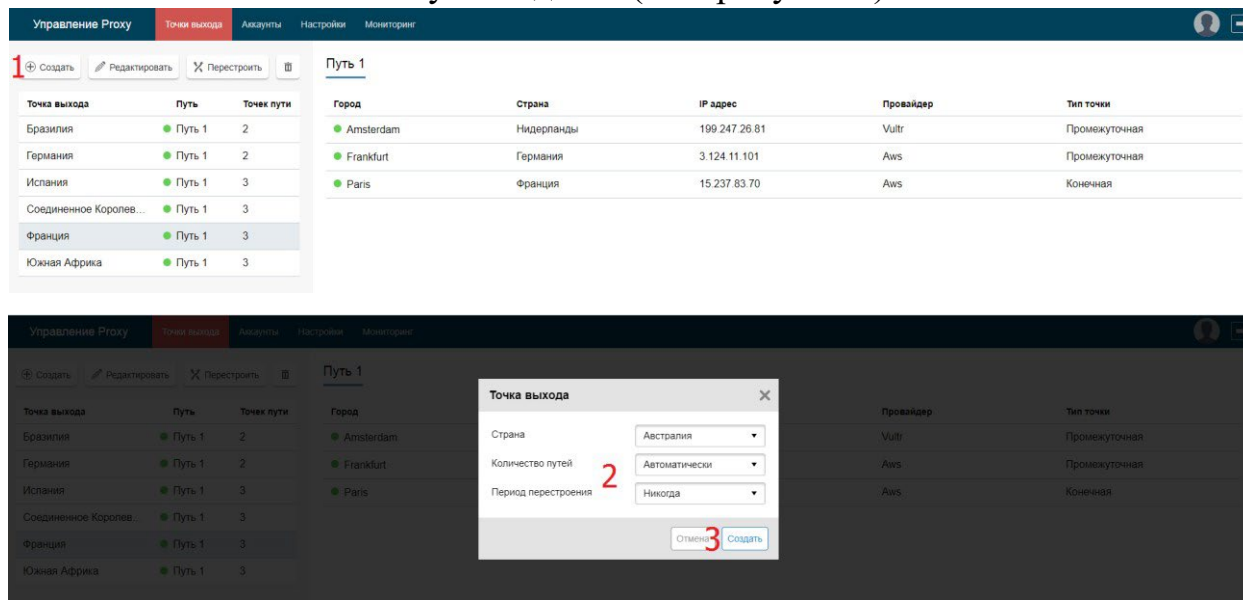 Управление Proxy Точки выхода Аккаунты Настройки Мониторинг
1 Создать Редактировать Перестроить
Путь 1
Точка выхода Путь Точек пути Город Страна IP адрес Провайдер Тип точки
Бразилия Путь 1 2 Amsterdam Нидерланды 199.247.26.81 Vultr Промежуточная
Германия Путь 1 2 Frankfurt Германия 3.124.11.101 Aws Промежуточная
Испания Путь 1 3 Paris Франция 15.237.83.70 Aws Конечная
Соединенное Королев... Путь 1 3
Франция Путь 1 3
Южная Африка Путь 1 3
Управление Proxy Точки выхода Аккаунты Настройки Мониторинг
Создать Редактировать Перестроить Путь 1
Точка выхода
Точка выхода Путь Точек пути Город Провайдер Тип точки
Бразилия Путь 1 2 Amsterdam Страна Австралия Vultr Промежуточная
Германия Путь 1 2 Frankfurt Количество путей 2 Автоматически Aws Промежуточная
Испания Путь 1 3 Paris Период перестроения Никогда Aws Конечная
Соединенное Королев... Путь 1 3
Франция Путь 1 3 Отмена 3 Создать
Южная Африка Путь 1 3